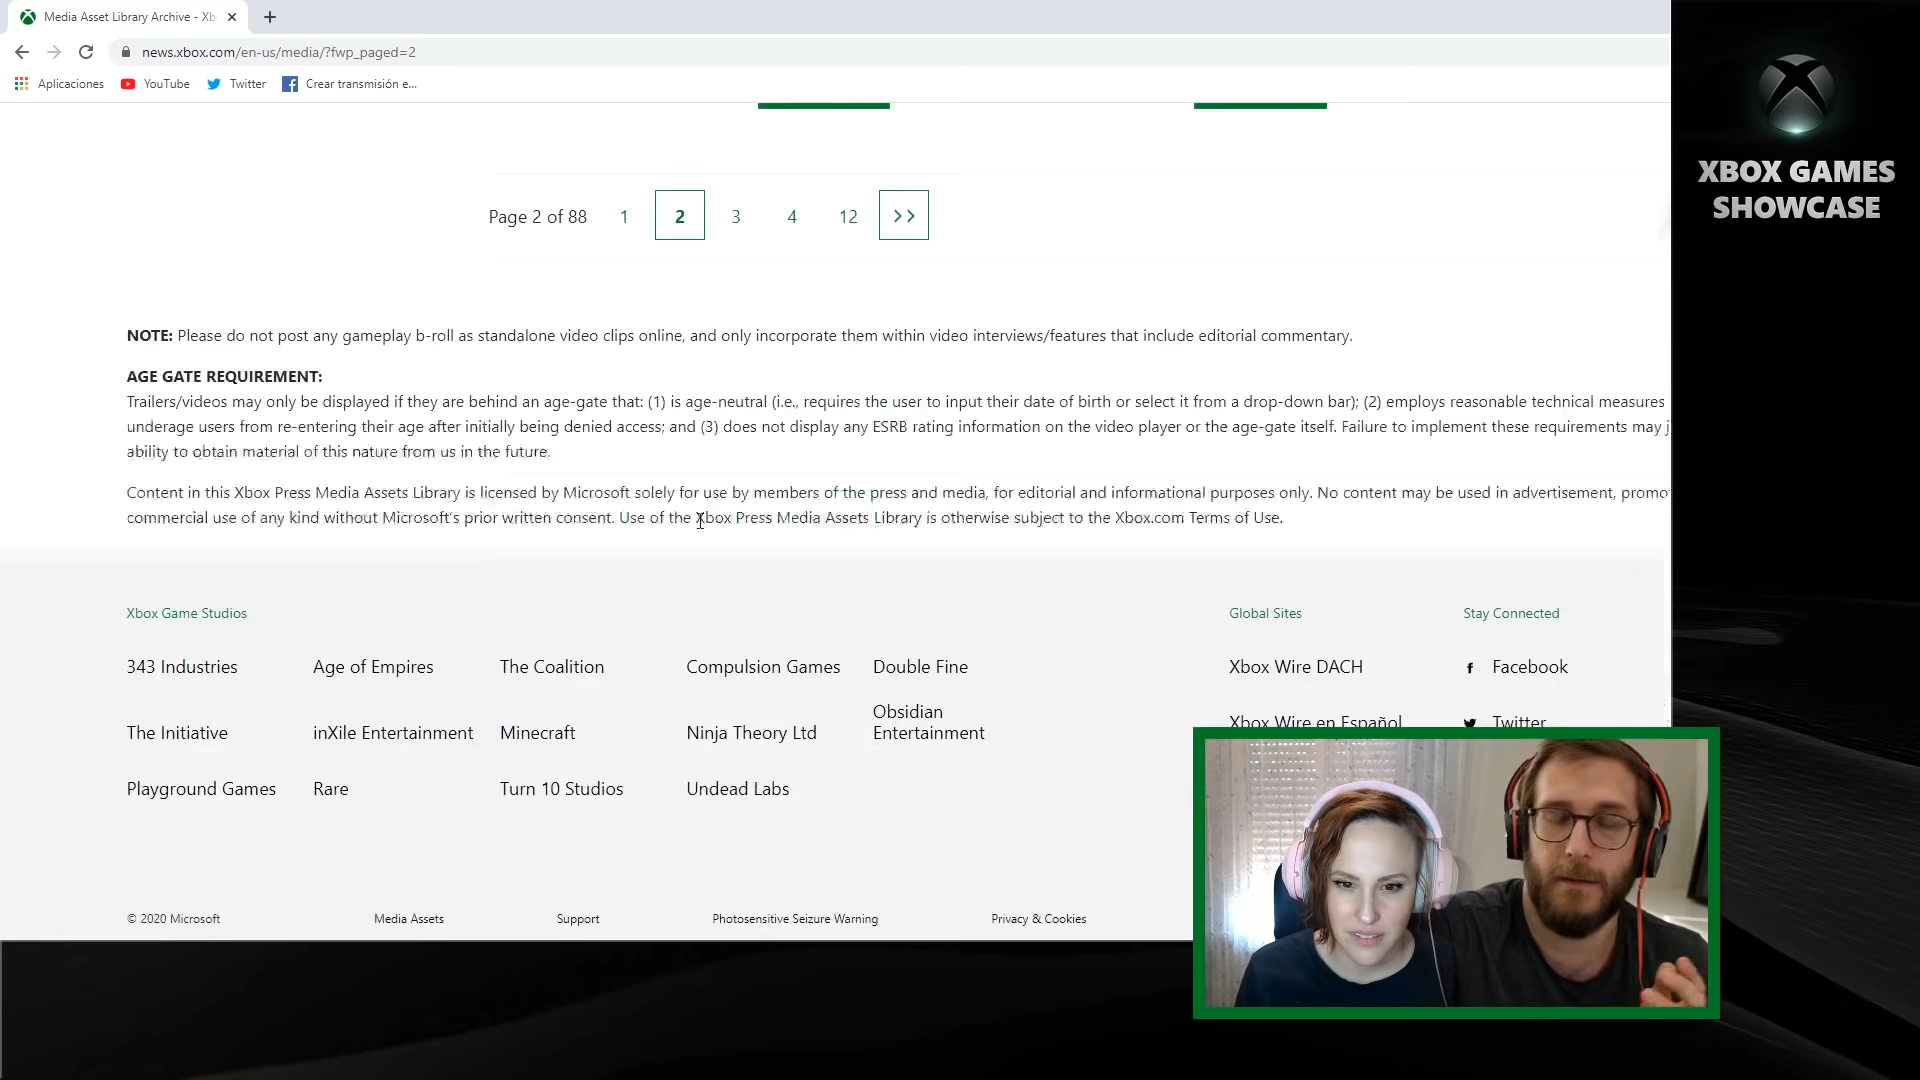 Media Asset Library Archive - Xb
news.xbox.com/en-us/media/?fwp_paged=2
Aplicaciones
YouTube
Twitter
Crear transmisión e...
XBOX GAMES
SHOWCASE
Page 2 of 88
1
2
3
4
12
>>
NOTE: Please do not post any gameplay b-roll as standalone video clips online, and only incorporate them within video interviews/features that include editorial commentary.
AGE GATE REQUIREMENT:
Trailers/videos may only be displayed if they are behind an age-gate that: (1) is age-neutral (i.e., requires the user to input their date of birth or select it from a drop-down bar); (2) employs reasonable technical measures
underage users from re-entering their age after initially being denied access; and (3) does not display any ESRB rating information on the video player or the age-gate itself. Failure to implement these requirements may
ability to obtain material of this nature from us in the future.
Content in this Xbox Press Media Assets Library is licensed by Microsoft solely for use by members of the press and media, for editorial and informational purposes only. No content may be used in advertisement, promo
commercial use of any kind without Microsoft's prior written consent. Use of the Xbox Press Media Assets Library is otherwise subject to the Xbox.com Terms of Use.
Xbox Game Studios
Global Sites
Stay Connected
343 Industries
Age of Empires
The Coalition
Compulsion Games
Double Fine
Xbox Wire DACH
Facebook
The Initiative
inXile Entertainment
Minecraft
Ninja Theory Ltd
Obsidian
Entertainment
Xbox Wire en Español
Twitter
Playground Games
Rare
Turn 10 Studios
Undead Labs
© 2020 Microsoft
Media Assets
Support
Photosensitive Seizure Warning
Privacy & Cookies